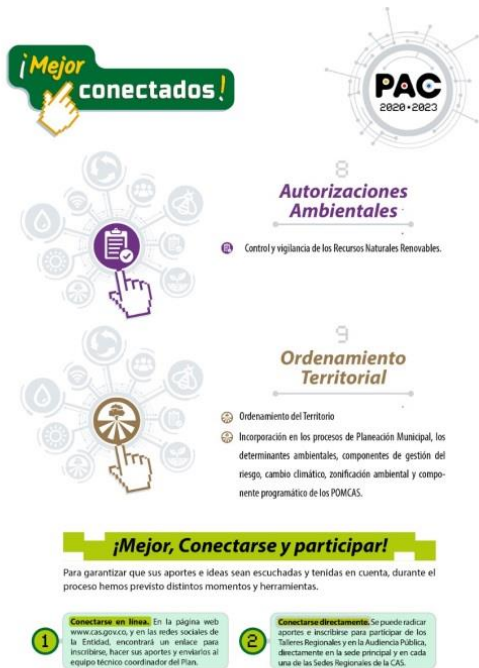 ¡Mejor
conectados!
PAC
2020•2023
8
Autorizaciones
Ambientales
Control y vigilancia de los Recursos Naturales Renovables.
9
Ordenamiento
Territorial
Ordenamiento del Territorio
Incorporación en los procesos de Planeación Municipal, los
determinantes ambientales, componentes de gestión del
riesgo, cambio climático, zonificación ambiental y compo-
nente programático de los POMCAS.
¡Mejor, Conectarse y participar!
Para garantizar que sus aportes e ideas sean escuchadas y tenidas en cuenta, durante el
proceso hemos previsto distintos momentos y herramientas.
1
Conectarse en línea. En la página web
www.cas.gov.co, y en las redes sociales de
la Entidad, encontrará un enlace para
inscribirse, hacer sus aportes y enviarlos al
equipo técnico coordinador del Plan.
2
Conectarse directamente. Se puede radicar
aportes e inscribirse para participar de los
Talleres Regionales y en la Audiencia Pública,
directamente en la sede principal y en cada
una de las Sedes Regionales de la CAS.